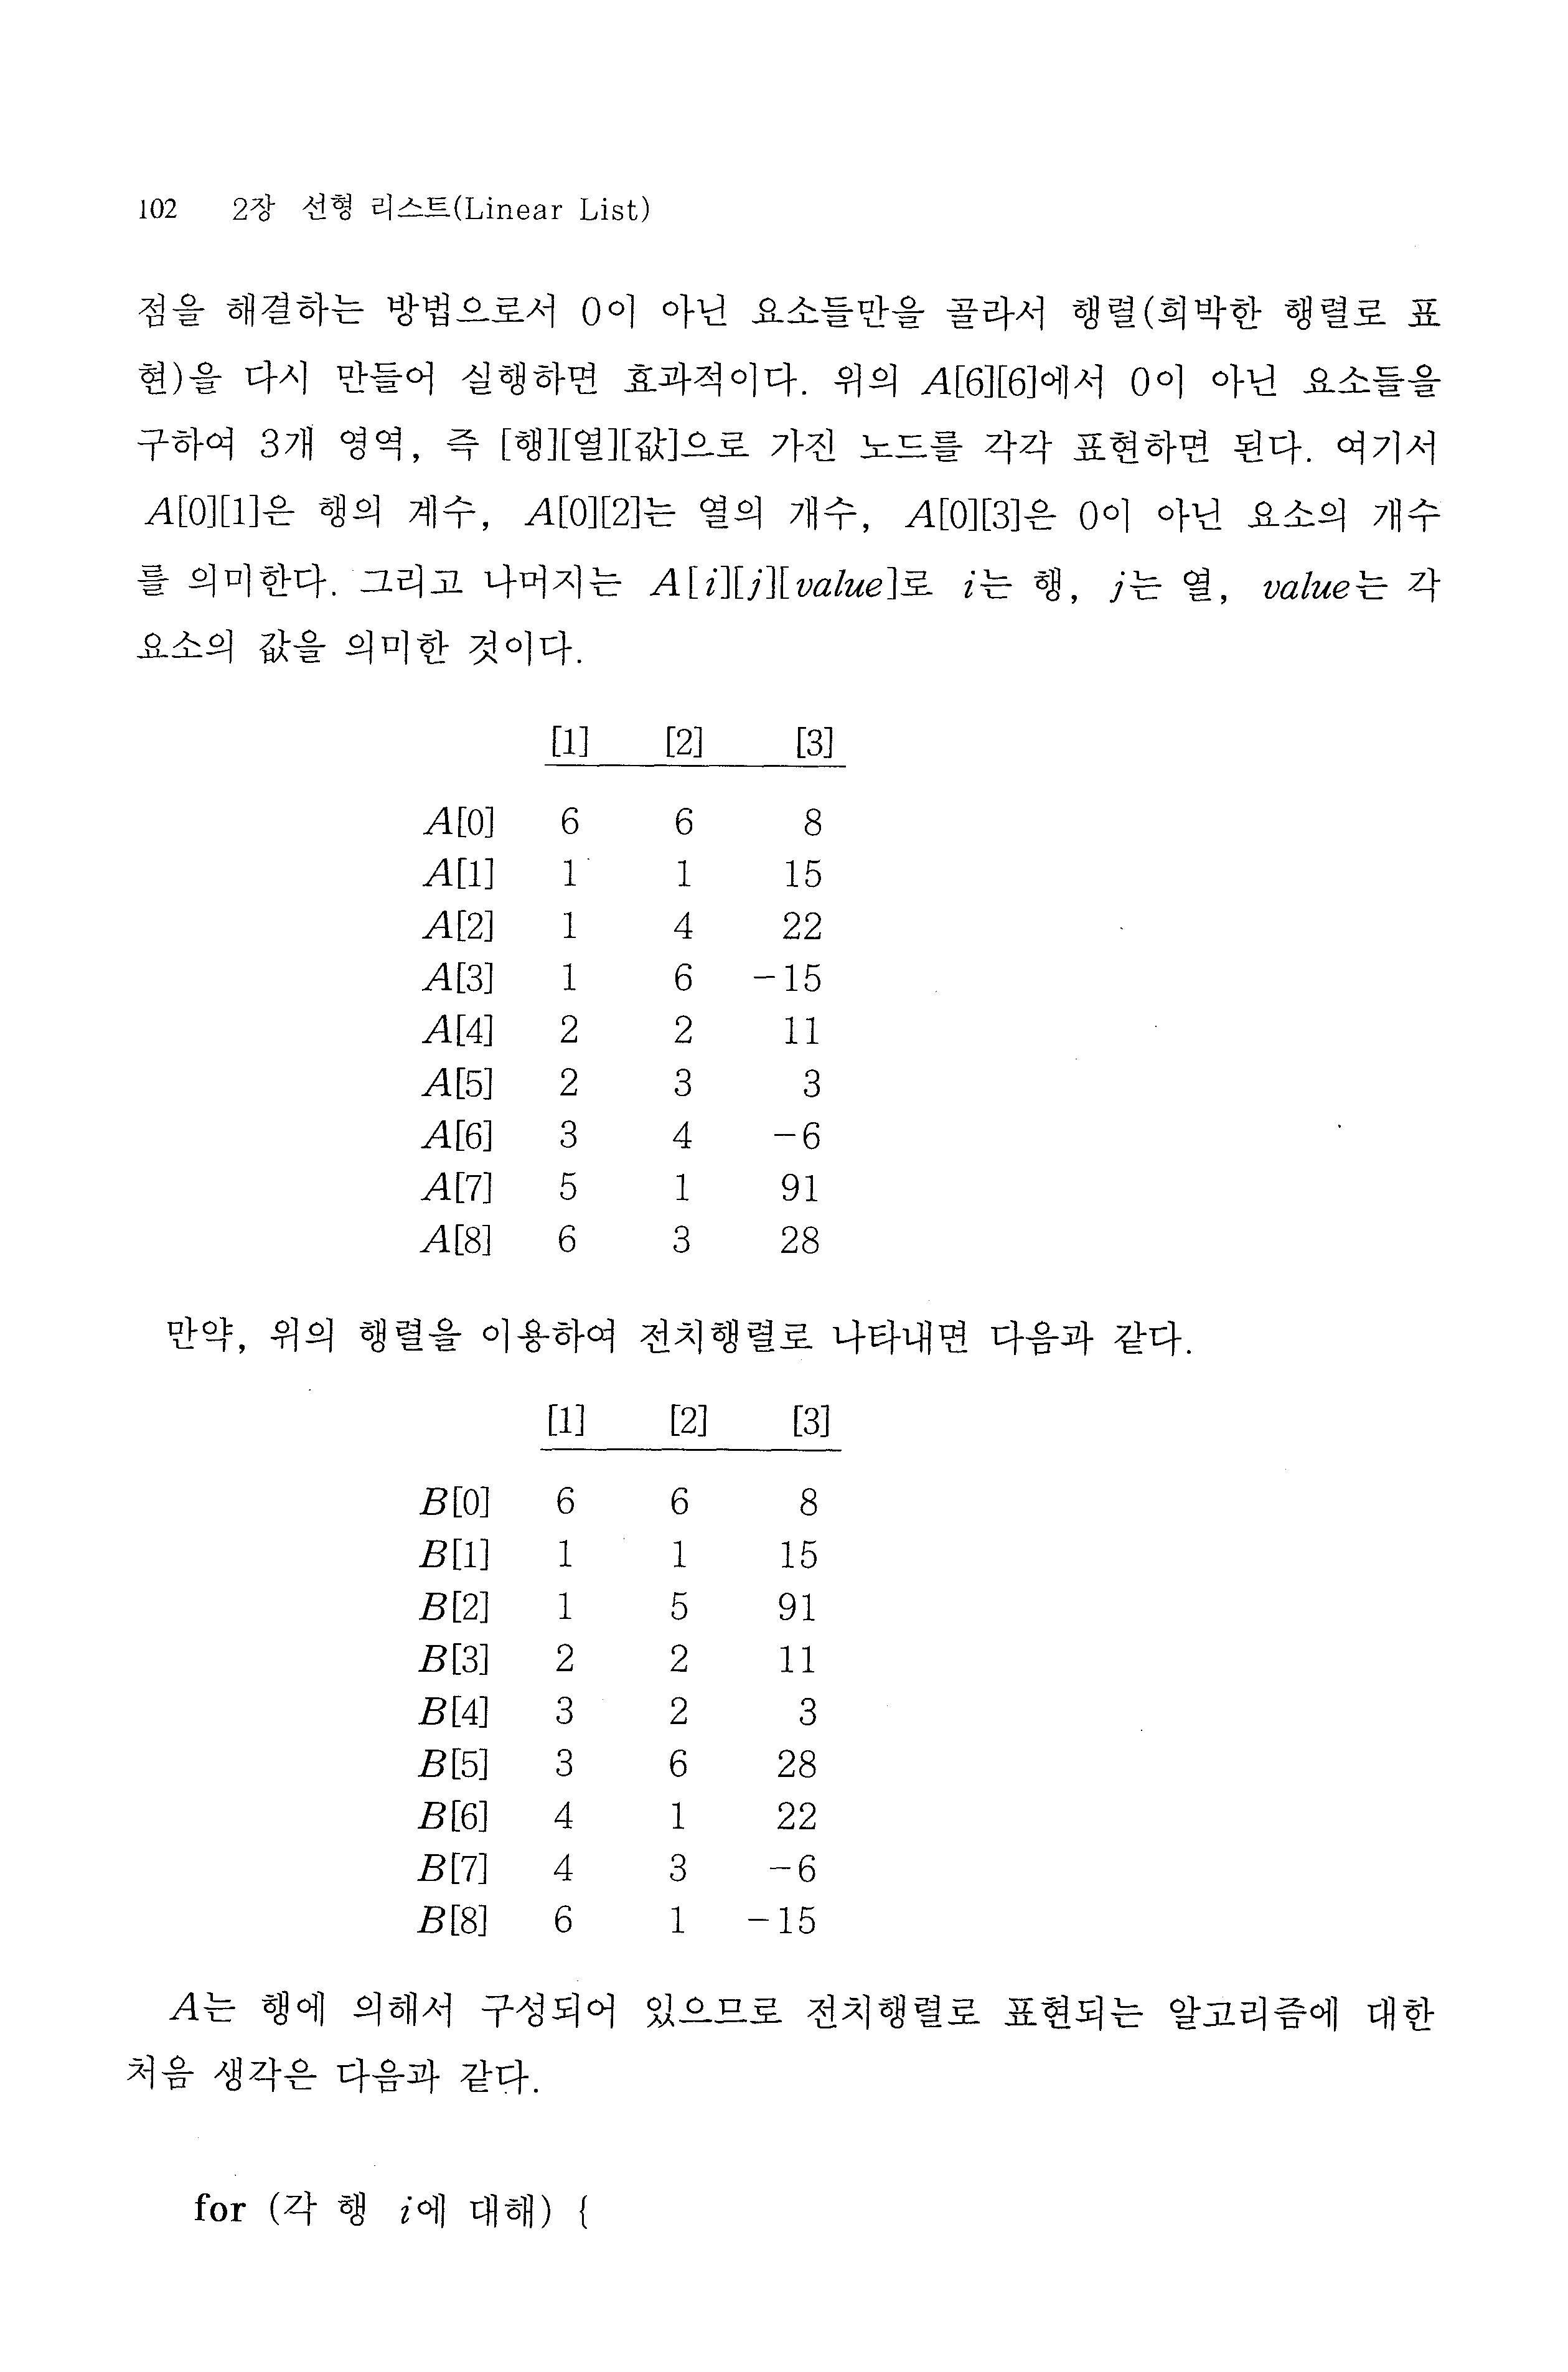 102 2장 선형 리스트(Linear List)
점을 해결하는 방법으로서 0이 아닌 요소들만을 골라서 행렬(희박한 행렬로 표
현)을 다시 만들어 실행하면 효과적이다. 위의 A[6][6]에서 0이 아닌 요소들을
구하여 3개 영역, 즉 [행][열][값]으로 가진 노드를 각각 표현하면 된다. 여기서
A[0][1]은 행의 계수, A[0][2]는 열의 개수, A[0][3]은 0이 아닌 요소의 개수
를 의미한다. 그리고 나머지는 A[i][j][value]로 i는 행, j는 열, value는 각
요소의 값을 의미한 것이다.
[1] [2] [3]
A[0] 6 6 8
A[1] 1 1 15
A[2] 1 4 22
A[3] 1 6 -15
A[4] 2 2 11
A[5] 2 3 3
A[6] 3 4 -6
A[7] 5 1 91
A[8] 6 3 28
만약, 위의 행렬을 이용하여 전치행렬로 나타내면 다음과 같다.
[1] [2] [3]
B[0] 6 6 8
B[1] 1 1 15
B[2] 1 5 91
B[3] 2 2 11
B[4] 3 2 3
B[5] 3 6 28
B[6] 4 1 22
B[7] 4 3 -6
B[8] 6 1 -15
A는 행에 의해서 구성되어 있으므로 전치행렬로 표현되는 알고리즘에 대한
처음 생각은 다음과 같다.
for (각 행 i에 대해) {